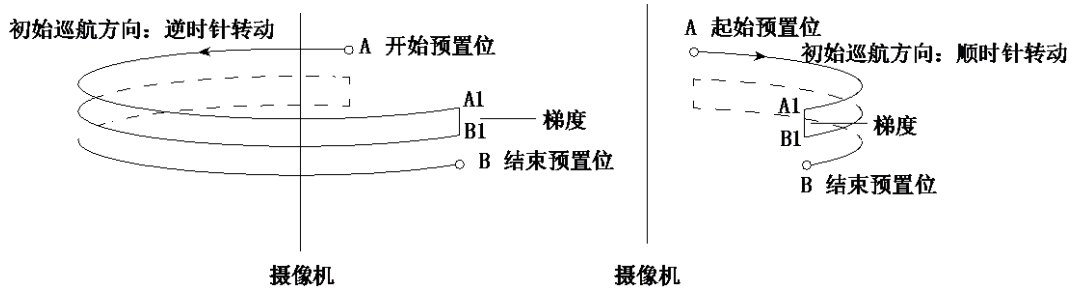 初始巡航方向：逆时针转动
A 开始预置位
A1
B1
梯度
B 结束预置位
摄像机
A 起始预置位
初始巡航方向：顺时针转动
A1
B1
梯度
B 结束预置位
摄像机